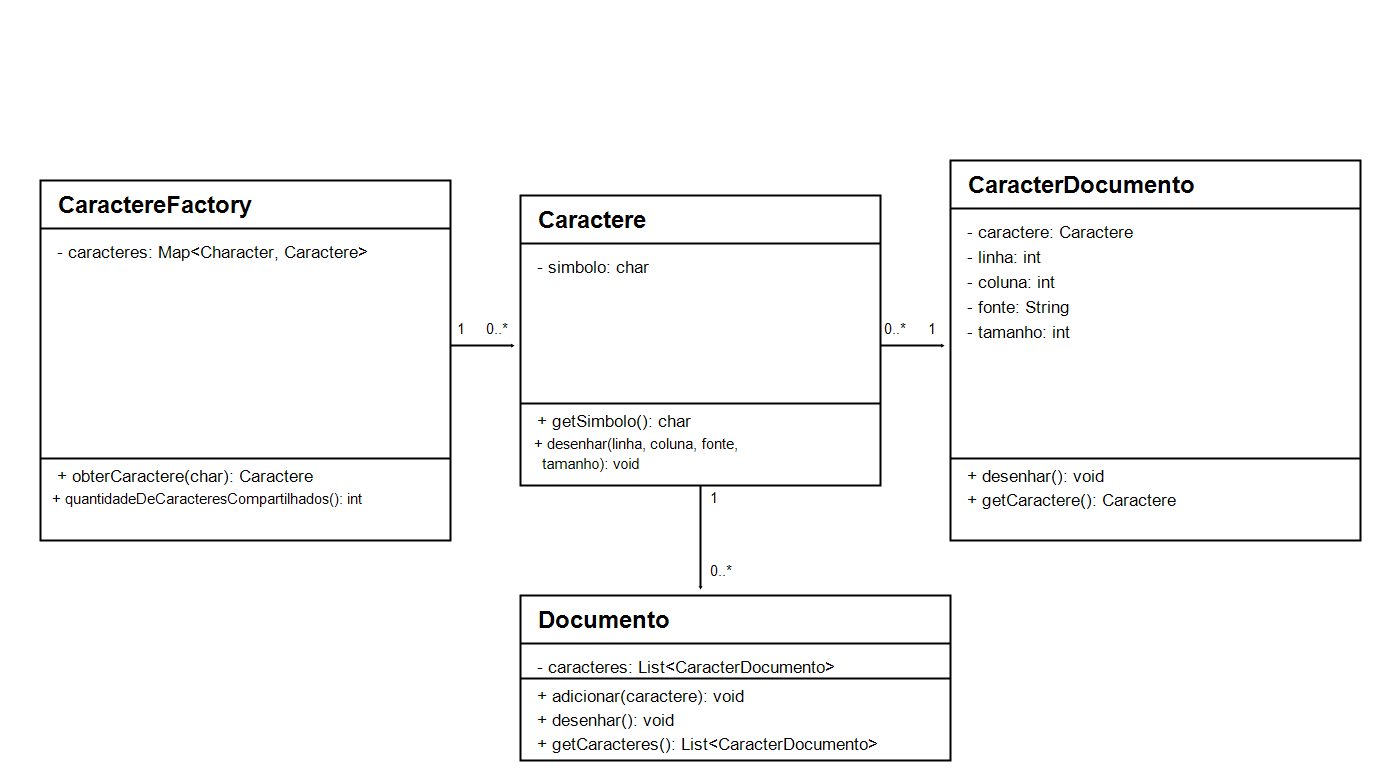 CaractereFactory
- caracteres: Map<Character, Caractere>
+ obterCaractere(char): Caractere
+ quantidadeDeCaracteresCompartilhados(): int
1 0..*
Caractere
- simbolo: char
+ getSimbolo(): char
+ desenhar(linha, coluna, fonte,
tamanho): void
0..* 1
CaracterDocumento
- caractere: Caractere
- linha: int
- coluna: int
- fonte: String
- tamanho: int
+ desenhar(): void
+ getCaractere(): Caractere
1
0..*
Documento
- caracteres: List<CaracterDocumento>
+ adicionar(caractere): void
+ desenhar(): void
+ getCaracteres(): List<CaracterDocumento>